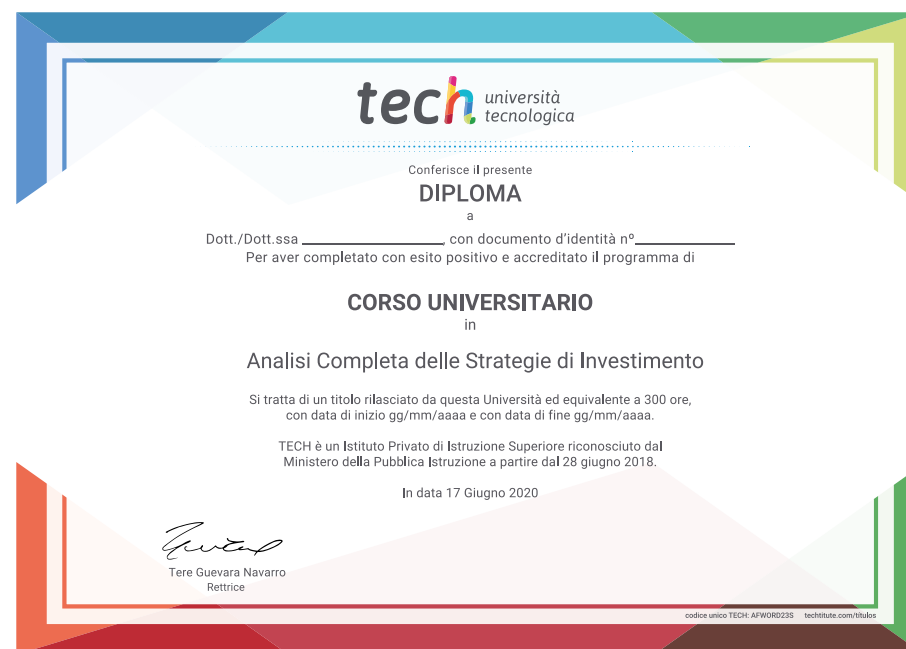 tech università
tecnologica
Conferisce il presente
DIPLOMA
a
Dott./Dott.ssa ____________________, con documento d'identità nº______________
Per aver completato con esito positivo e accreditato il programma di
CORSO UNIVERSITARIO
in
Analisi Completa delle Strategie di Investimento
Si tratta di un titolo rilasciato da questa Università ed equivalente a 300 ore,
con data di inizio gg/mm/aaaa e con data di fine gg/mm/aaaa.
TECH è un Istituto Privato di Istruzione Superiore riconosciuto dal
Ministero della Pubblica Istruzione a partire dal 28 giugno 2018.
In data 17 Giugno 2020
Tere Guevara Navarro
Rettrice
codice unico TECH: AFWORD23S techtitute.com/títulos